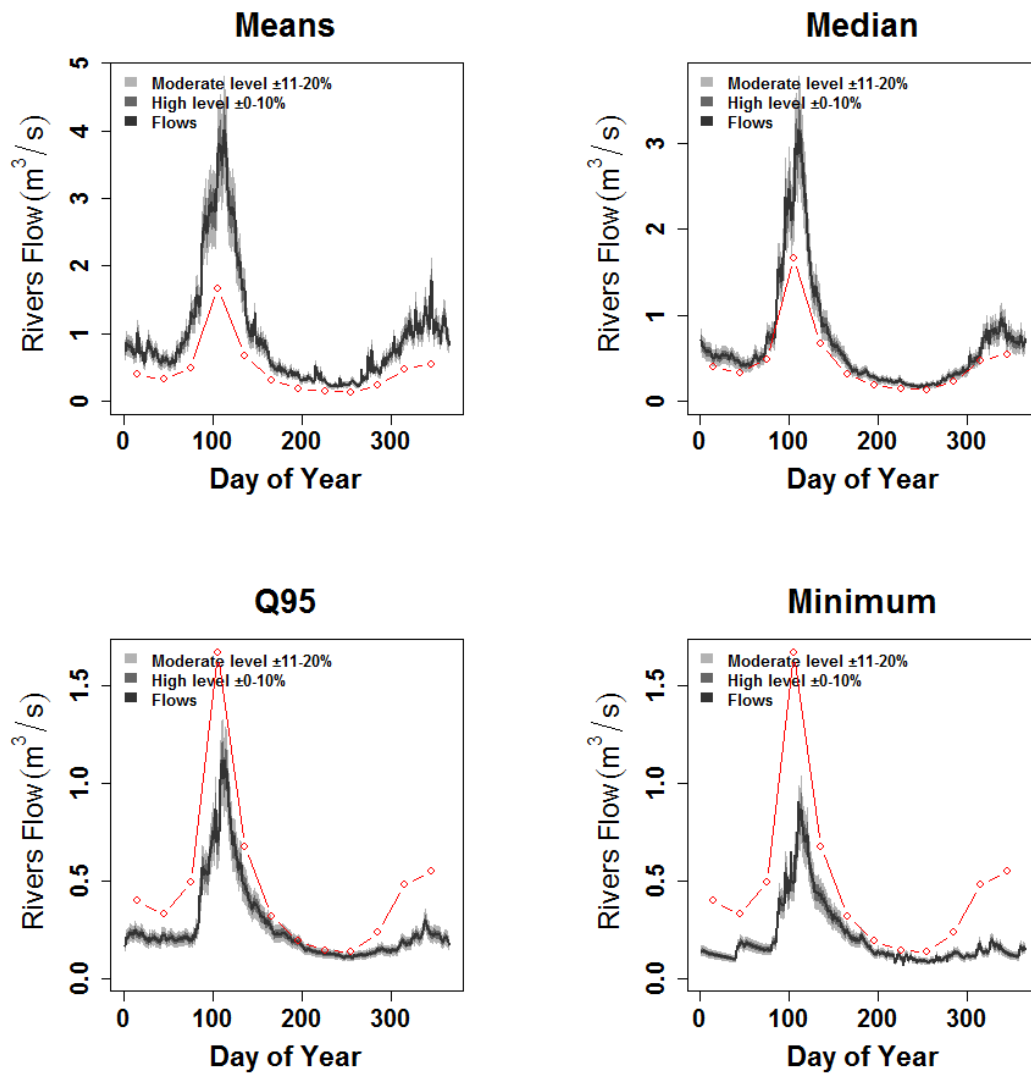 Means
Moderate level ±11-20%
High level ±0-10%
Flows
5
4
3
2
1
0
Rivers Flow (m³/s)
0 100 200 300
Day of Year
Median
Moderate level ±11-20%
High level ±0-10%
Flows
3
2
1
0
Rivers Flow (m³/s)
0 100 200 300
Day of Year
Q95
Moderate level ±11-20%
High level ±0-10%
Flows
1.5
1.0
0.5
0.0
Rivers Flow (m³/s)
0 100 200 300
Day of Year
Minimum
Moderate level ±11-20%
High level ±0-10%
Flows
1.5
1.0
0.5
0.0
Rivers Flow (m³/s)
0 100 200 300
Day of Year